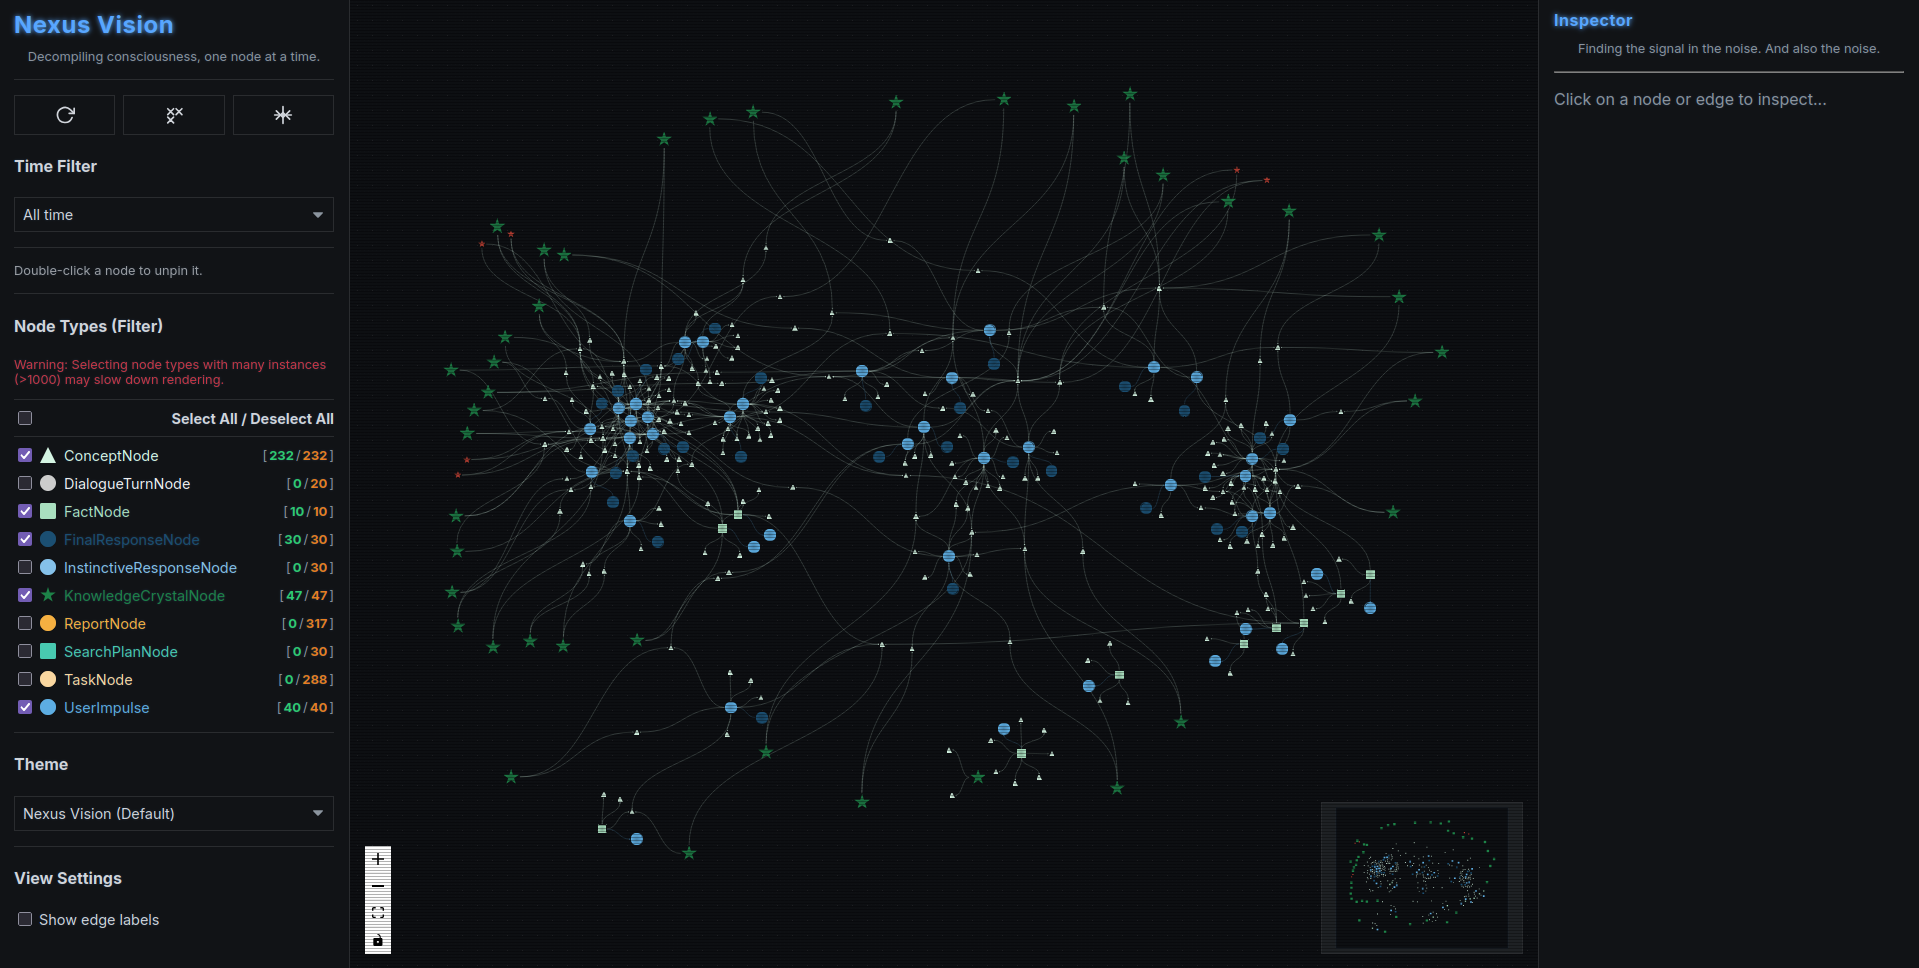 Nexus Vision
Decompiling consciousness, one node at a time.
Time Filter
All time
Double-click a node to unpin it.
Node Types (Filter)
Warning: Selecting node types with many instances
(>1000) may slow down rendering.
Select All / Deselect All
ConceptNode [232/232]
DialogueTurnNode [0/20]
FactNode [10/10]
FinalResponseNode [30/30]
InstinctiveResponseNode [0/30]
KnowledgeCrystalNode [47/47]
ReportNode [0/317]
SearchPlanNode [0/30]
TaskNode [0/288]
UserImpulse [40/40]
Theme
Nexus Vision (Default)
View Settings
Show edge labels
Inspector
Finding the signal in the noise. And also the noise.
Click on a node or edge to inspect...